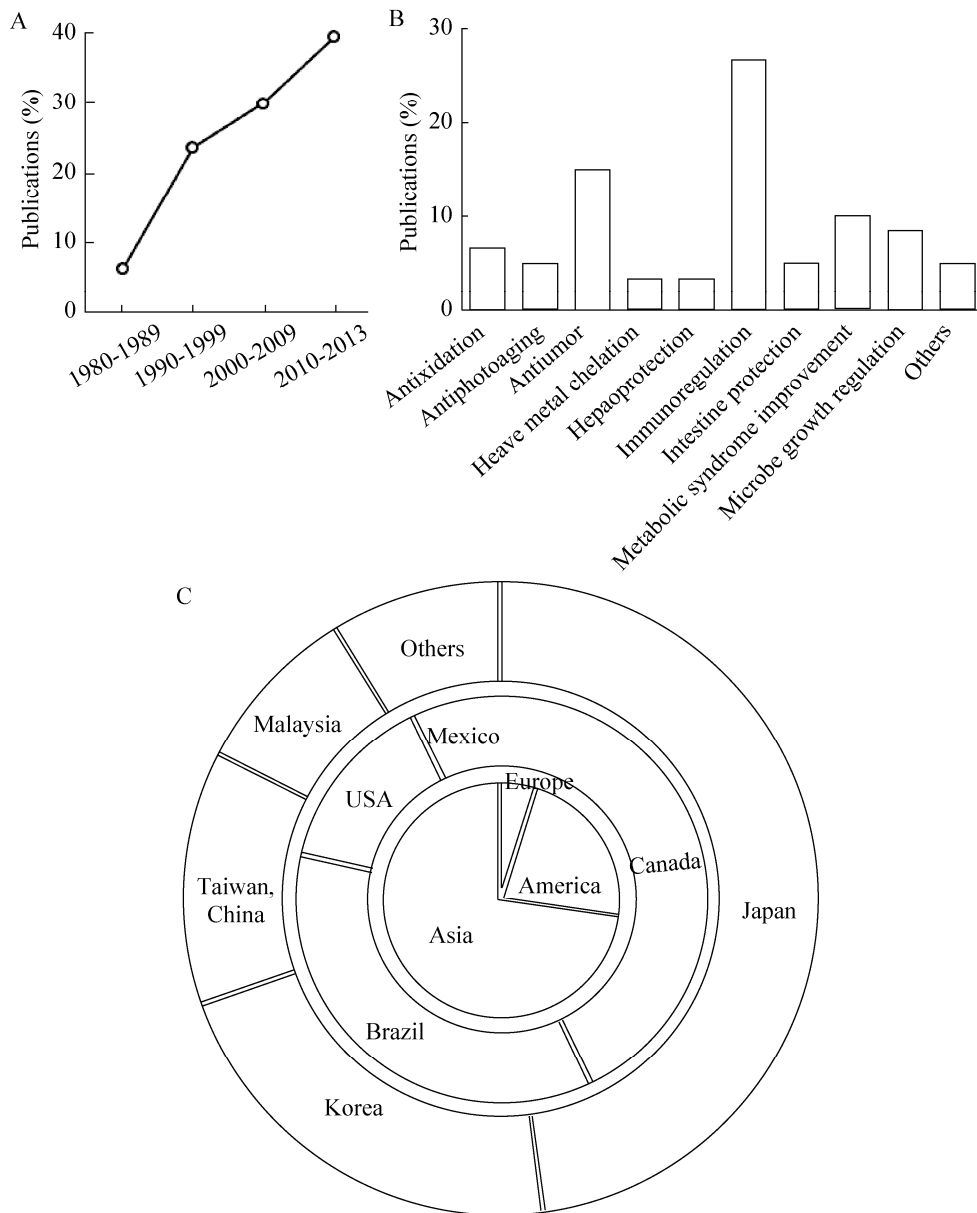 A
40
30
20
10
0
Publications (%)
1980-1989
1990-1999
2000-2009
2010-2013
B
30
20
10
0
Publications (%)
Antixidation
Antiphotoaging
Antiumor
Heave metal chelation
Hepaoprotection
Immunoregulation
Intestine protection
Metabolic syndrome improvement
Microbe growth regulation
Others
C
Others
Malaysia
Mexico
Europe
USA
Canada
America
Taiwan,
China
Japan
Asia
Brazil
Korea